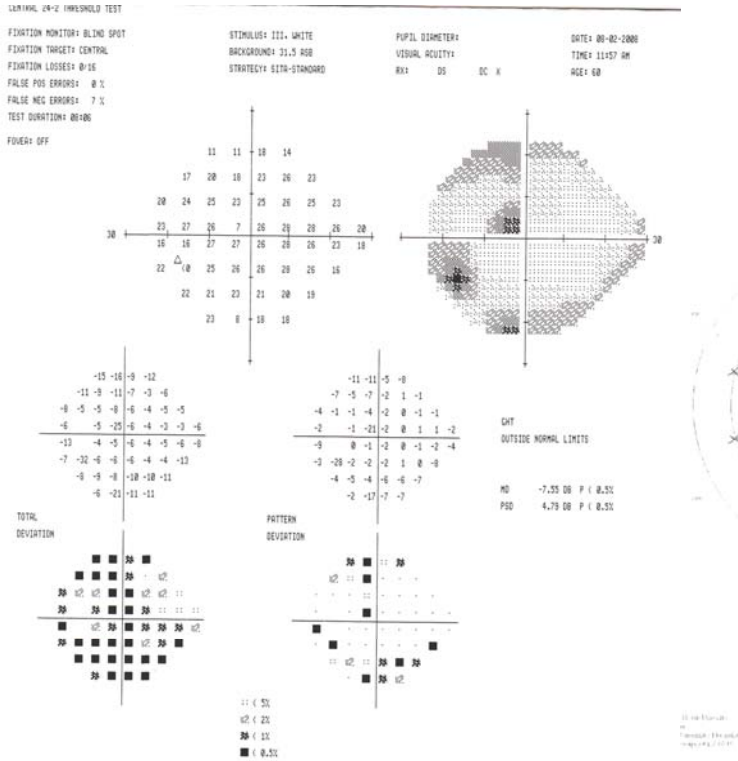 CENTRAL 24-2 THRESHOLD TEST
FIXATION MONITOR: BLIND SPOT
FIXATION TARGET: CENTRAL
FIXATION LOSSES: 0/16
FALSE POS ERRORS: 0 %
FALSE NEG ERRORS: 7 %
TEST DURATION: 08:06
FOVEA: OFF
STIMULUS: III, WHITE
BACKGROUND: 31.5 ASB
STRATEGY: SITA-STANDARD
PUPIL DIAMETER:
VISUAL ACUITY:
RX: DS DC X
DATE: 08-02-2008
TIME: 11:57 AM
AGE: 60
11 11 18 14
17 20 18 23 26 23
20 24 25 23 26 25 25 23
23 27 26 7 26 28 28 26 20
30
16 16 27 27 26 28 26 23 18
22 <0 25 26 26 28 26 16
22 21 23 21 20 19
23 8 18 18
30
-15 -16 -9 -12
-11 -9 -11 -7 -3 -6
-8 -5 -5 -8 -6 -4 -5 -5
-6 -5 -25 -6 -4 -3 -3 -6
-13 -4 -5 -6 -4 -5 -6 -8
-7 -32 -6 -6 -6 -4 -4 -13
-8 -9 -8 -10 -10 -11
-6 -21 -11 -11
TOTAL
DEVIATION
-11 -11 -5 -8
-7 -5 -7 -2 1 -1
-4 -1 -1 -4 -2 0 -1 -1
-2 -1 -21 -2 0 1 1 -2
-9 0 -1 -2 0 -1 -2 -4
-3 -28 -2 -2 -2 1 0 -8
-4 -5 -4 -6 -6 -7
-2 -17 -7 -7
PATTERN
DEVIATION
GHT
OUTSIDE NORMAL LIMITS
MD -7.55 DB P < 0.5%
PSD 4.79 DB P < 0.5%
< 5%
< 2%
< 1%
< 0.5%